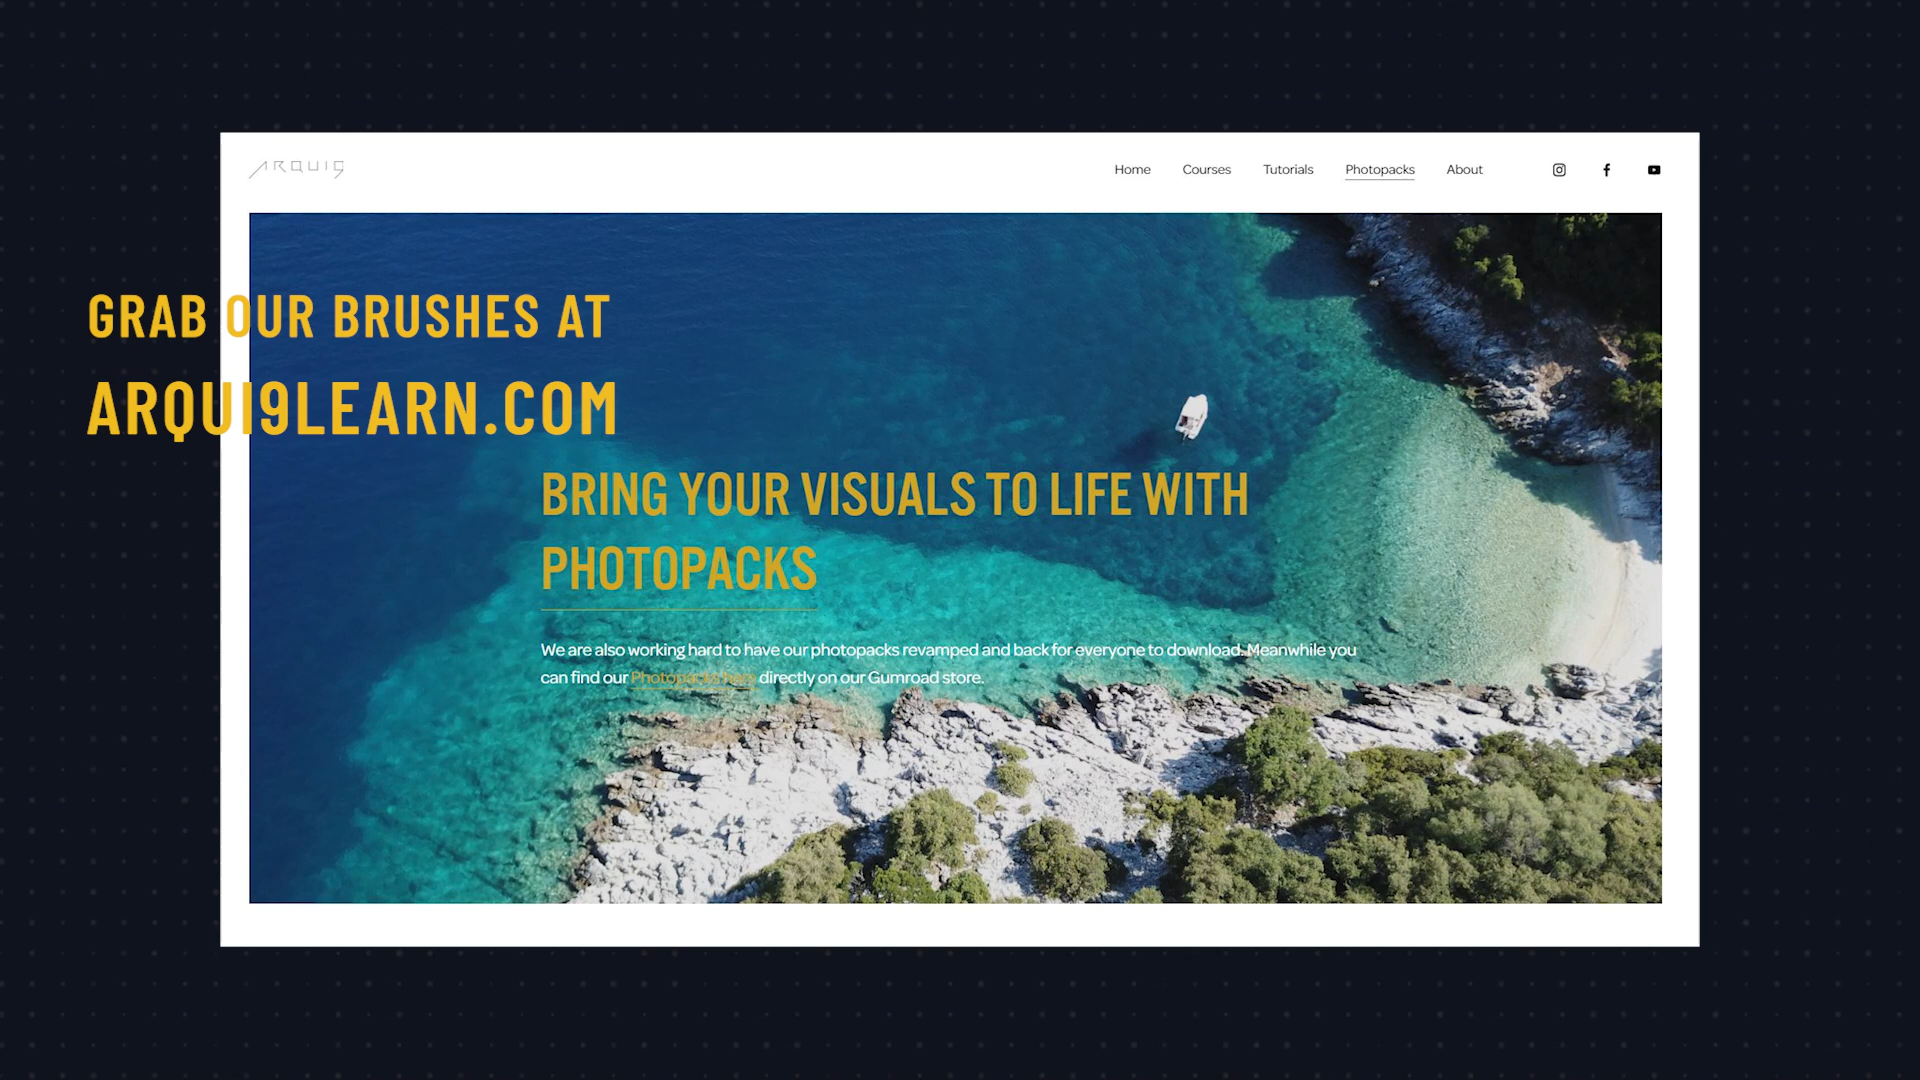 ARQUI9
Home Courses Tutorials Photopacks About
GRAB OUR BRUSHES AT
ARQUI9LEARN.COM
BRING YOUR VISUALS TO LIFE WITH
PHOTOPACKS
We are also working hard to have our photopacks revamped and back for everyone to download. Meanwhile you
can find our Photopacks here directly on our Gumroad store.